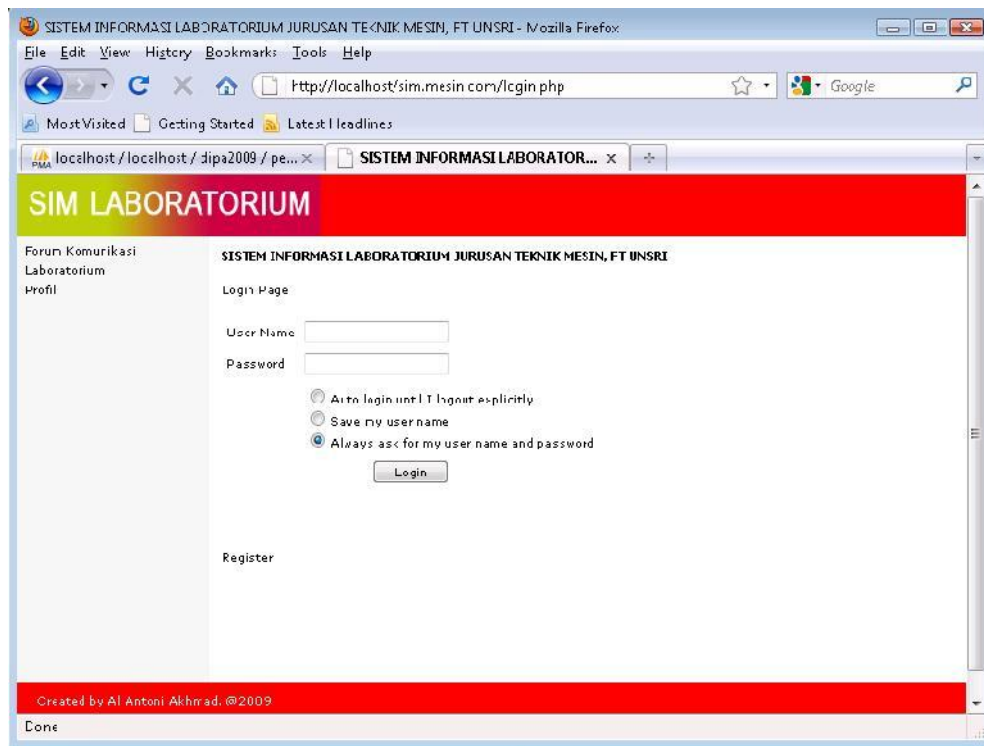 SISTEM INFORMASI LABORATORIUM JURUSAN TEKNIK MESIN, FT UNSRI - Mozilla Firefox
File Edit View History Bookmarks Tools Help
http://localhost/sim.mesin.com/login.php
Google
Most Visited Getting Started Latest Headlines
PMA localhost / localhost / dipa2009 / pe... SISTEM INFORMASI LABORATOR...
SIM LABORATORIUM
Forum Komunikasi
Laboratorium
Profil
SISTEM INFORMASI LABORATORIUM JURUSAN TEKNIK MESIN, FT UNSRI
Login Page
User Name
Password
Auto login until I logout explicitly
Save my user name
Always ask for my user name and password
Login
Register
Created by Al Antoni Akhmad. @2009
Done